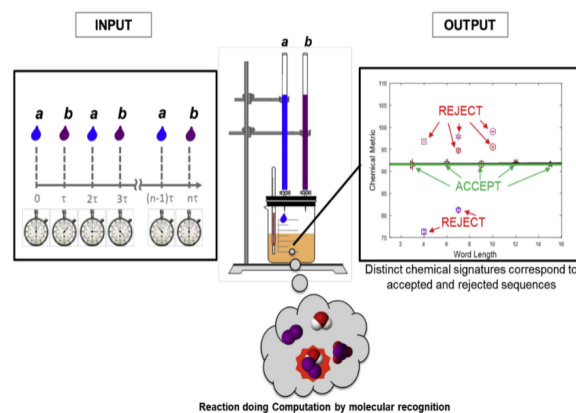 INPUT
a b a b a b
0 τ 2τ 3τ (n-1)τ nτ
a b
OUTPUT
110
105
100
95
90
85
80
75
REJECT
ACCEPT
REJECT
2 4 6 8 10 12 14 16
Chemical Metric
Word Length
Distinct chemical signatures correspond to
accepted and rejected sequences
Reaction doing Computation by molecular recognition